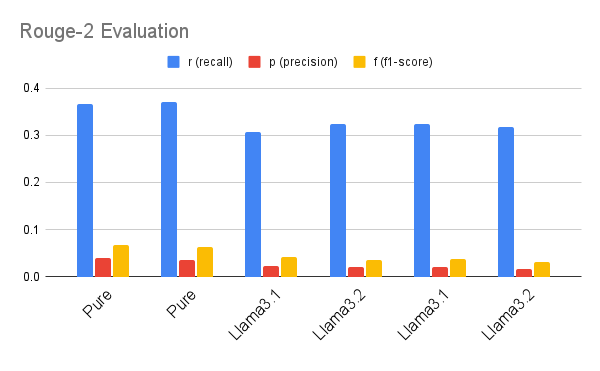 Rouge-2 Evaluation
r (recall) p (precision) f (f1-score)
0.4
0.3
0.2
0.1
0.0
Pure Pure Llama3.1 Llama3.2 Llama3.1 Llama3.2